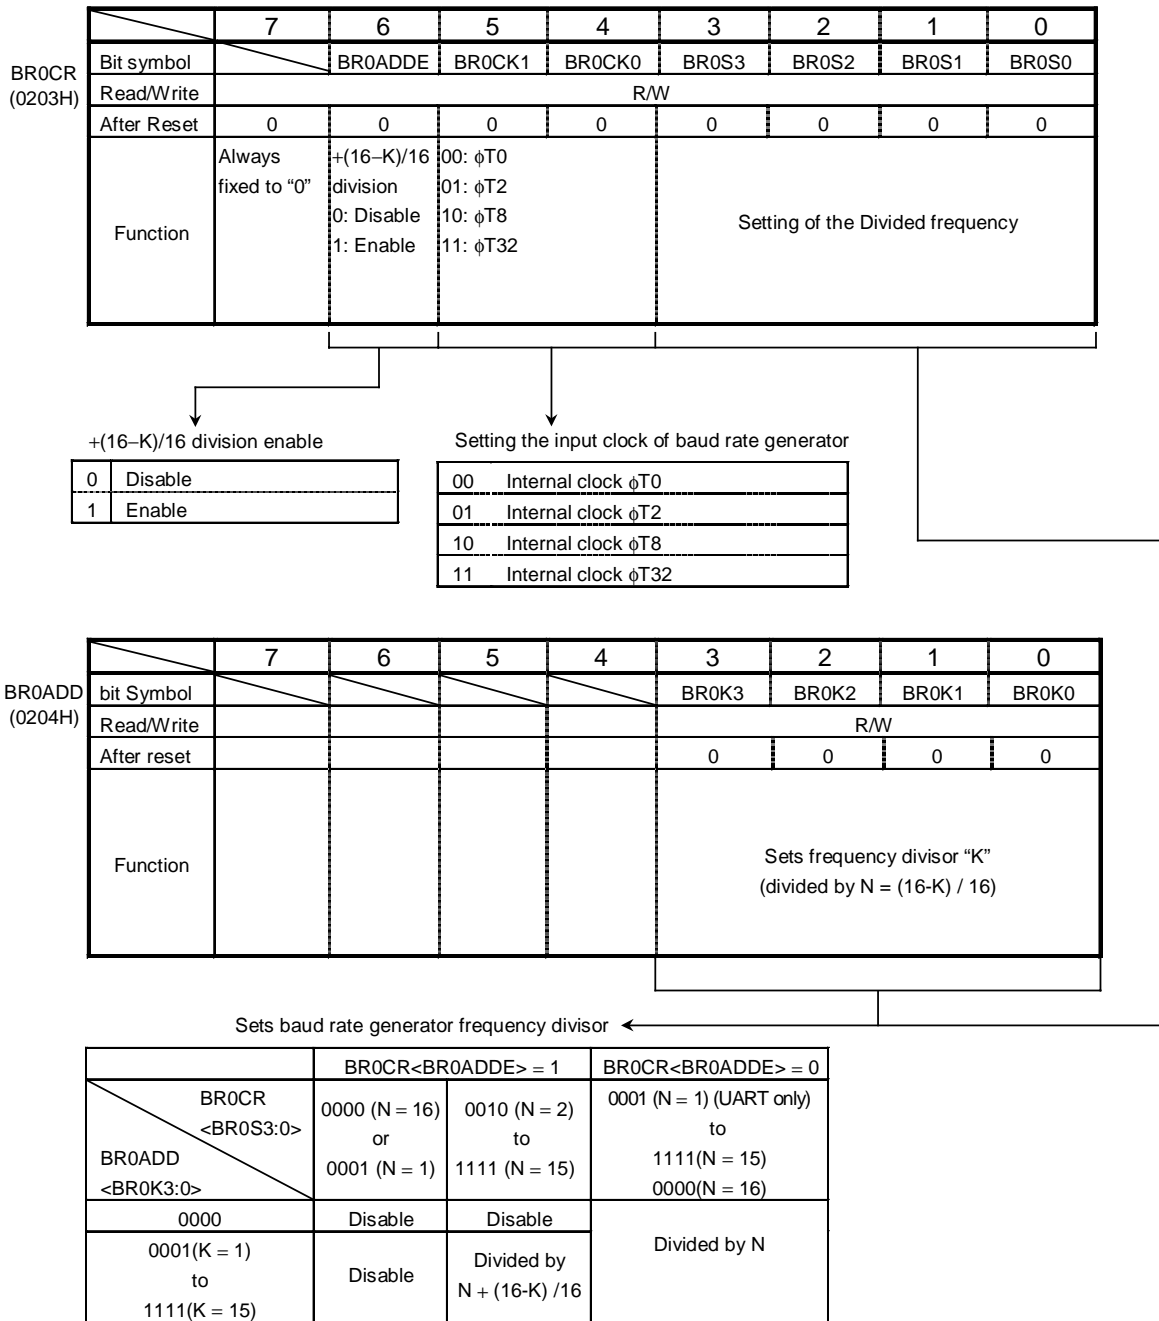 7 6 5 4 3 2 1 0
BR0CR
(0203H)
Bit symbol BR0ADDE BR0CK1 BR0CK0 BR0S3 BR0S2 BR0S1 BR0S0
Read/Write R/W
After Reset 0 0 0 0 0 0 0 0
Function
Always
fixed to “0”
+(16–K)/16
division
0: Disable
1: Enable
00: ϕT0
01: ϕT2
10: ϕT8
11: ϕT32
Setting of the Divided frequency
+(16–K)/16 division enable
0 Disable
1 Enable
Setting the input clock of baud rate generator
00 Internal clock ϕT0
01 Internal clock ϕT2
10 Internal clock ϕT8
11 Internal clock ϕT32
7 6 5 4 3 2 1 0
BR0ADD
(0204H)
bit Symbol BR0K3 BR0K2 BR0K1 BR0K0
Read/Write R/W
After reset 0 0 0 0
Function
Sets frequency divisor “K”
(divided by N = (16-K) / 16)
Sets baud rate generator frequency divisor
BR0CR<BR0ADDE> = 1 BR0CR<BR0ADDE> = 0
BR0CR
<BR0S3:0>
BR0ADD
<BR0K3:0>
0000 (N = 16)
or
0001 (N = 1)
0010 (N = 2)
to
1111 (N = 15)
0001 (N = 1) (UART only)
to
1111(N = 15)
0000(N = 16)
0000 Disable Disable
0001(K = 1)
to
1111(K = 15)
Disable
Divided by
N + (16-K) /16
Divided by N